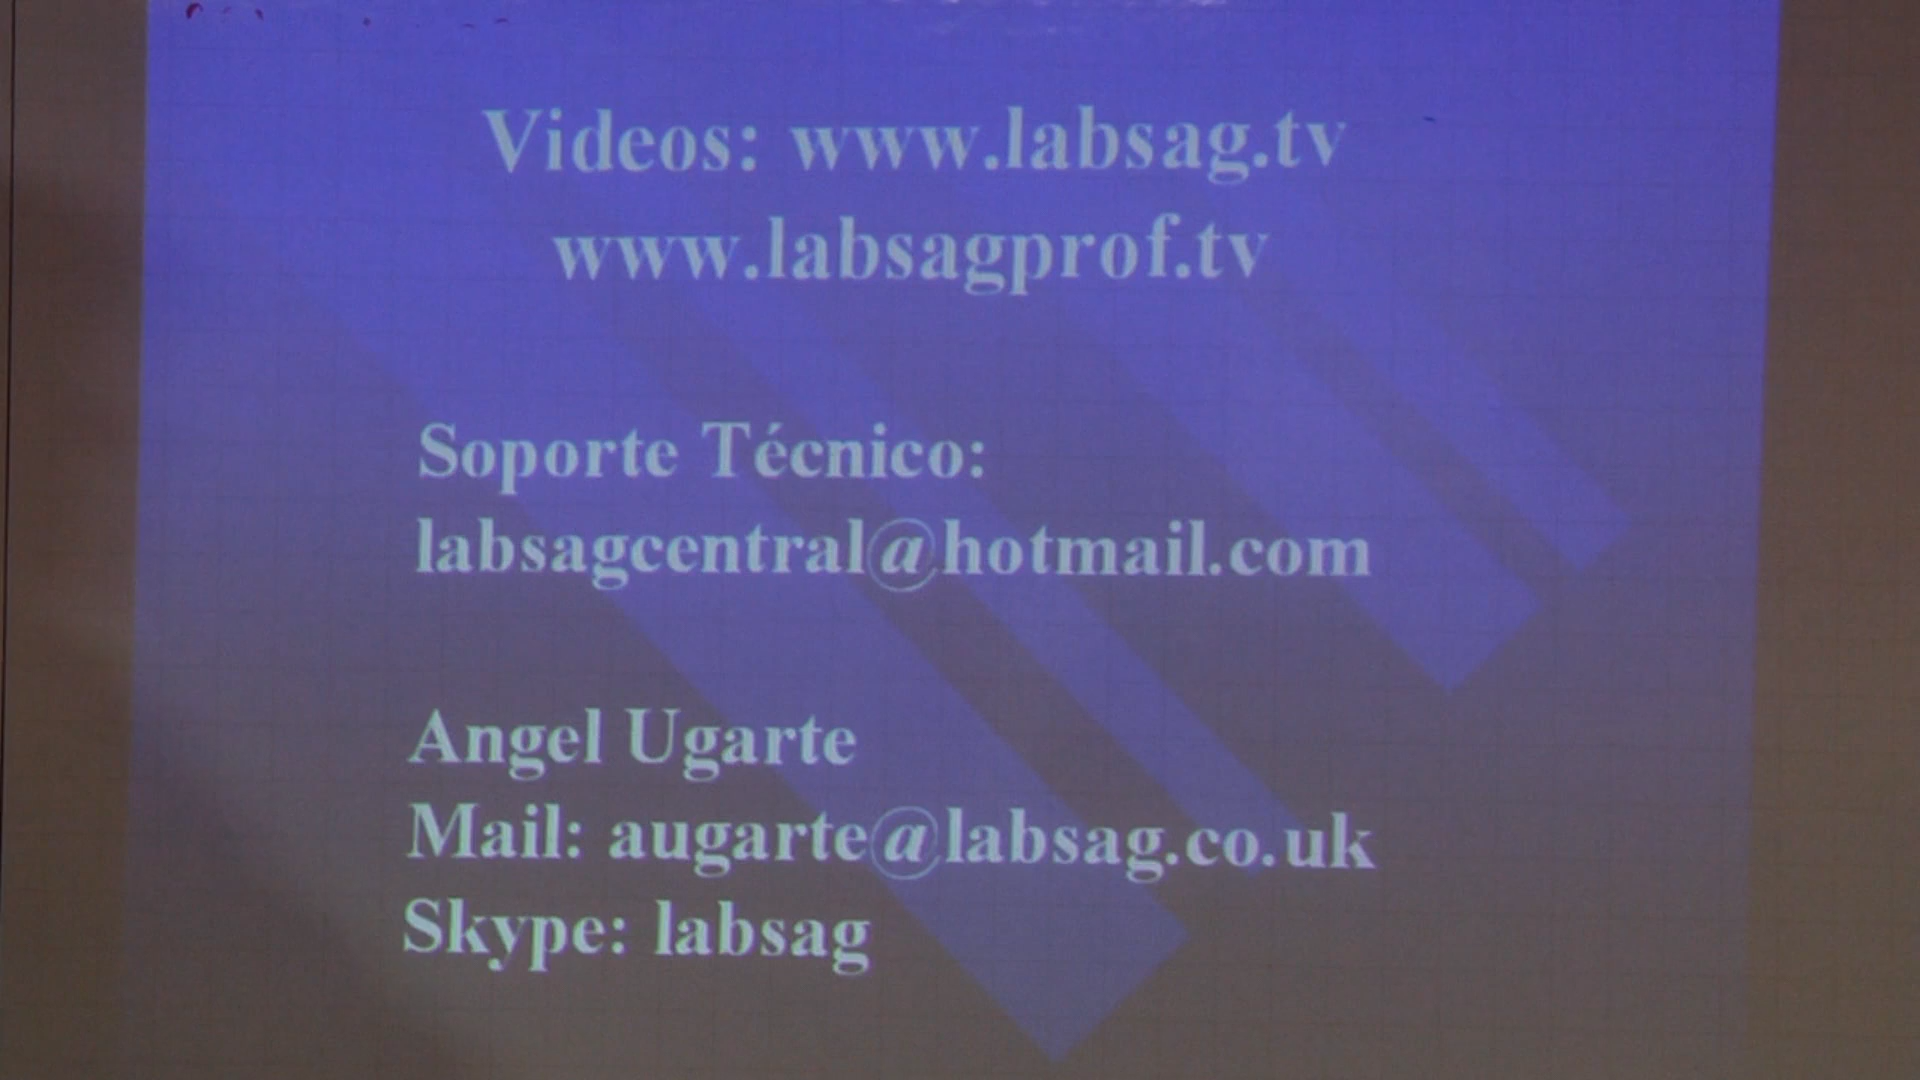 Videos: www.labsag.tv
www.labsagprof.tv
Soporte Técnico:
labsagcentral@hotmail.com
Angel Ugarte
Mail: augarte@labsag.co.uk
Skype: labsag